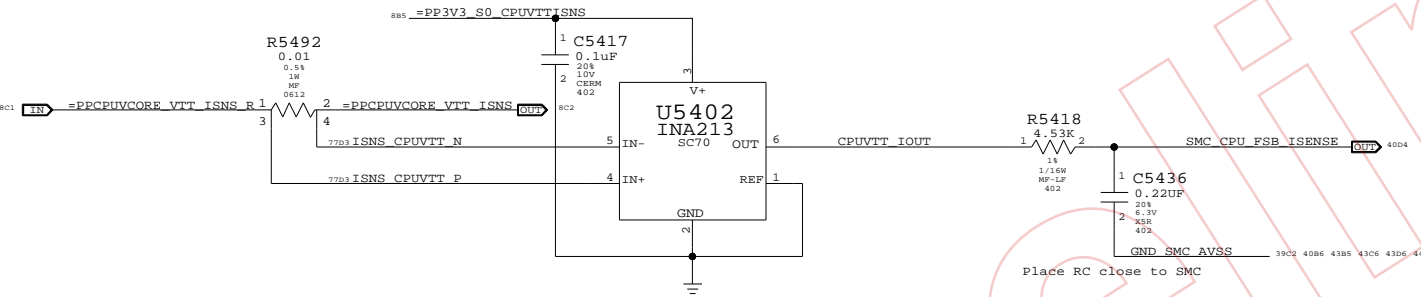 8B5 =PP3V3_S0_CPUVTTISNS
R5492
0.01
0.5%
1W
MF
0612
1 C5417
0.1uF
20%
2 10V
CERM
402
3
V+
8C1 IN =PPCPUVCORE_VTT_ISNS_R 1 2 =PPCPUVCORE_VTT_ISNS OUT 8C2
3 4
U5402
INA213
SC70
77D3 ISNS_CPUVTT_N 5 IN- OUT 6 CPUVTT_IOUT
77D3 ISNS_CPUVTT_P 4 IN+ REF 1
GND
2
R5418
1 2
4.53K
1%
1/16W
MF-LF
402
SMC_CPU_FSB_ISENSE OUT 40D4
1 C5436
0.22UF
20%
2 6.3V
X5R
402
GND_SMC_AVSS 39C2 40B6 43B5 43C6 43D6
Place RC close to SMC